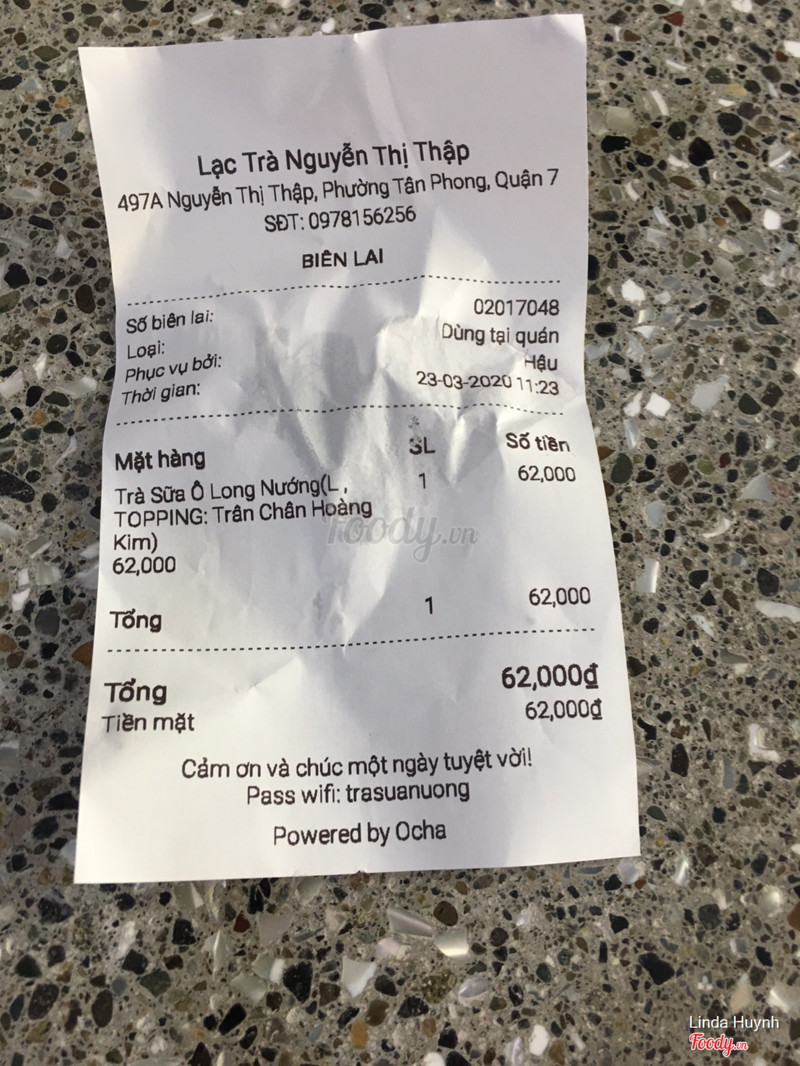 Lạc Trà Nguyễn Thị Thập
497A Nguyễn Thị Thập, Phường Tân Phong, Quận 7
SĐT: 0978156256
BIÊN LAI
Số biên lai: 02017048
Loại: Dùng tại quán
Phục vụ bởi: Hậu
Thời gian: 23-03-2020 11:23
Mặt hàng SL Số tiền
Trà Sữa Ô Long Nướng(L, 1 62,000
TOPPING: Trân Chân Hoàng
Kim)
62,000
Tổng 1 62,000
Tổng 62,000₫
Tiền mặt 62,000₫
Cảm ơn và chúc một ngày tuyệt vời!
Pass wifi: trasuanuong
Powered by Ocha
Foody.vn
Linda Huynh
Foody.vn